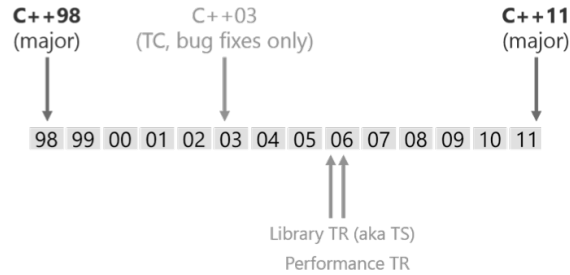 C++98
(major)
C++03
(TC, bug fixes only)
C++11
(major)
98 99 00 01 02 03 04 05 06 07 08 09 10 11
Library TR (aka TS)
Performance TR